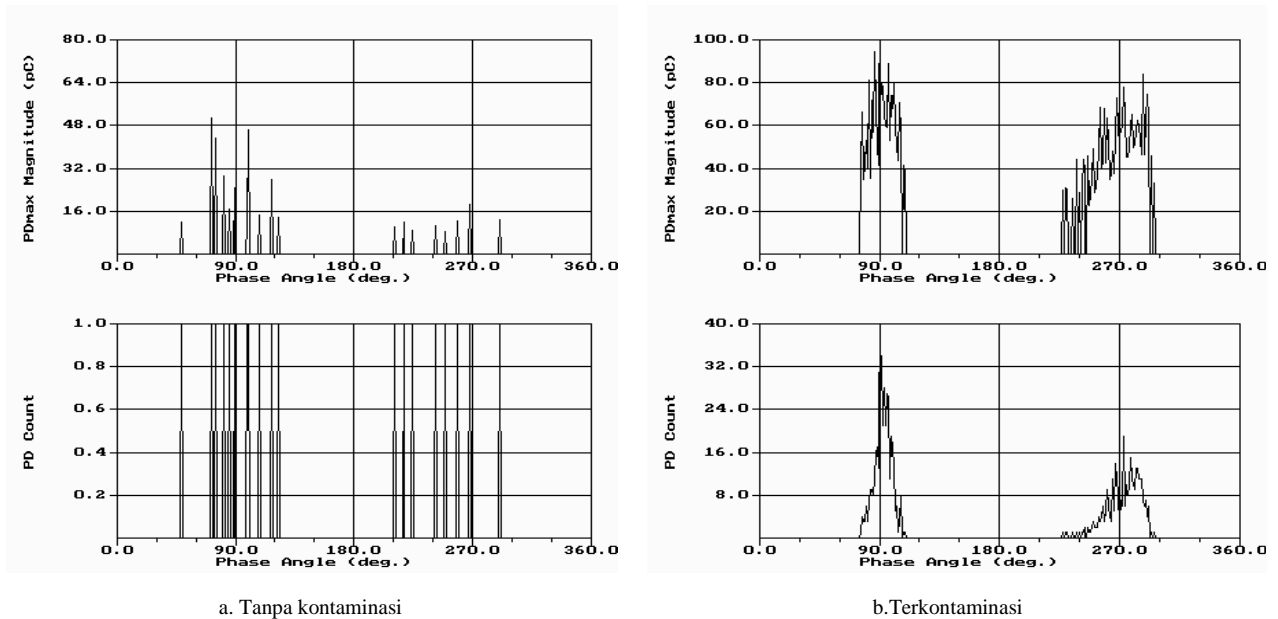 80.0
64.0
48.0
32.0
16.0
PDmax Magnitude (pC)
0.0 90.0 180.0 270.0 360.0
Phase Angle (deg.)
100.0
80.0
60.0
40.0
20.0
PDmax Magnitude (pC)
0.0 90.0 180.0 270.0 360.0
Phase Angle (deg.)
1.0
0.8
0.6
0.4
0.2
PD Count
0.0 90.0 180.0 270.0 360.0
Phase Angle (deg.)
40.0
32.0
24.0
16.0
8.0
PD Count
0.0 90.0 180.0 270.0 360.0
Phase Angle (deg.)
a. Tanpa kontaminasi
b.Terkontaminasi